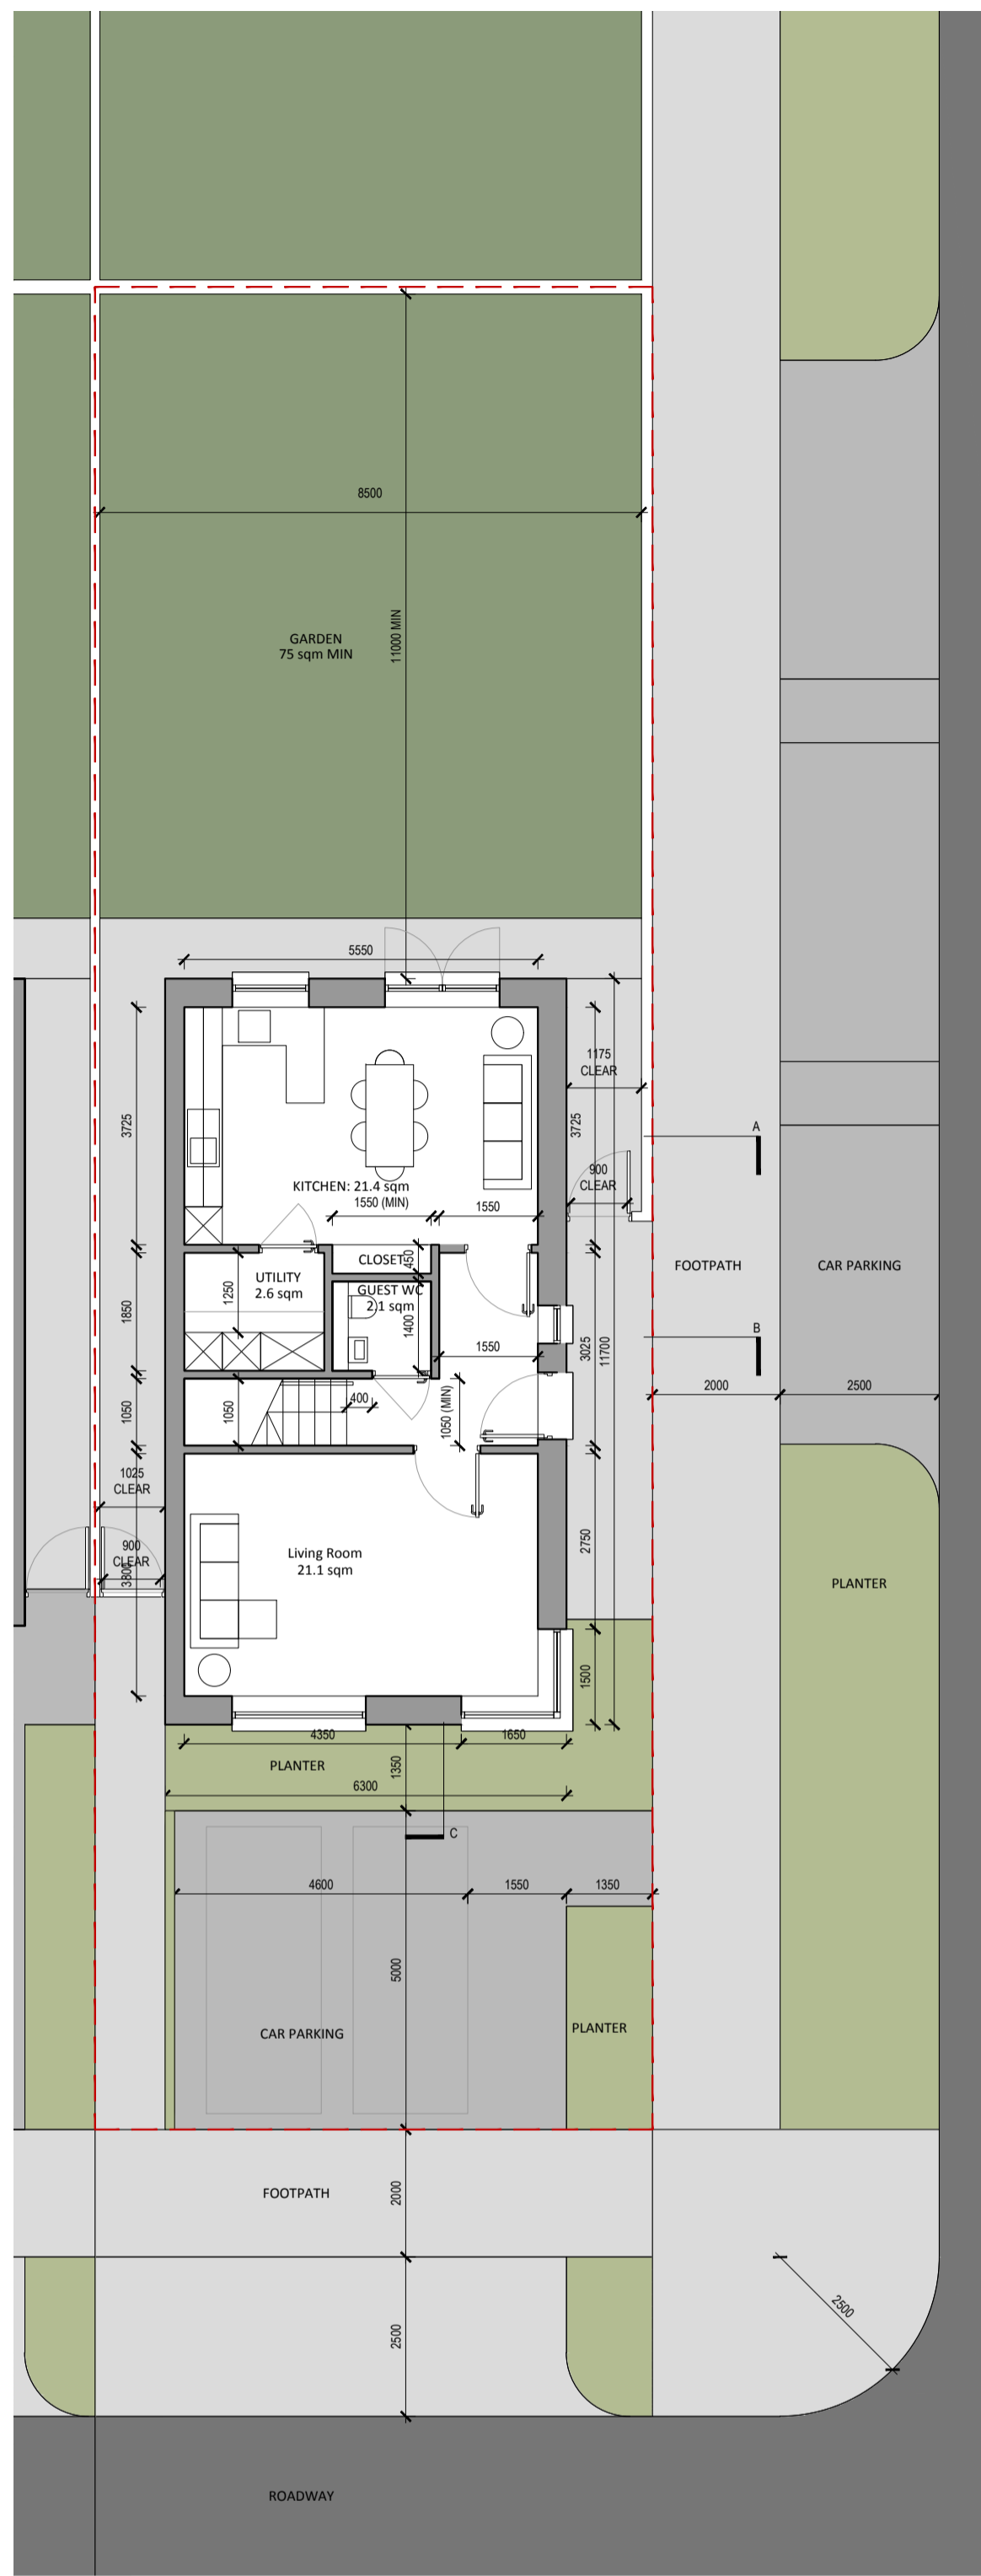 8500
11000 MIN
GARDEN
75 sqm MIN
5550
1175
CLEAR
3725
3725
A
900
CLEAR
KITCHEN: 21.4 sqm
1550 (MIN)
1550
CLOSET
450
UTILITY
2.6 sqm
GUEST WC
2.1 sqm
1250
1400
1850
FOOTPATH
CAR PARKING
B
1550
3025
11700
2000
2500
1050
1050
400
1050 (MIN)
1025
CLEAR
900
CLEAR
3800
Living Room
21.1 sqm
2750
PLANTER
1500
4350
1650
PLANTER
1350
6300
C
4600
1550
1350
5000
CAR PARKING
PLANTER
FOOTPATH
2000
2500
2500
ROADWAY